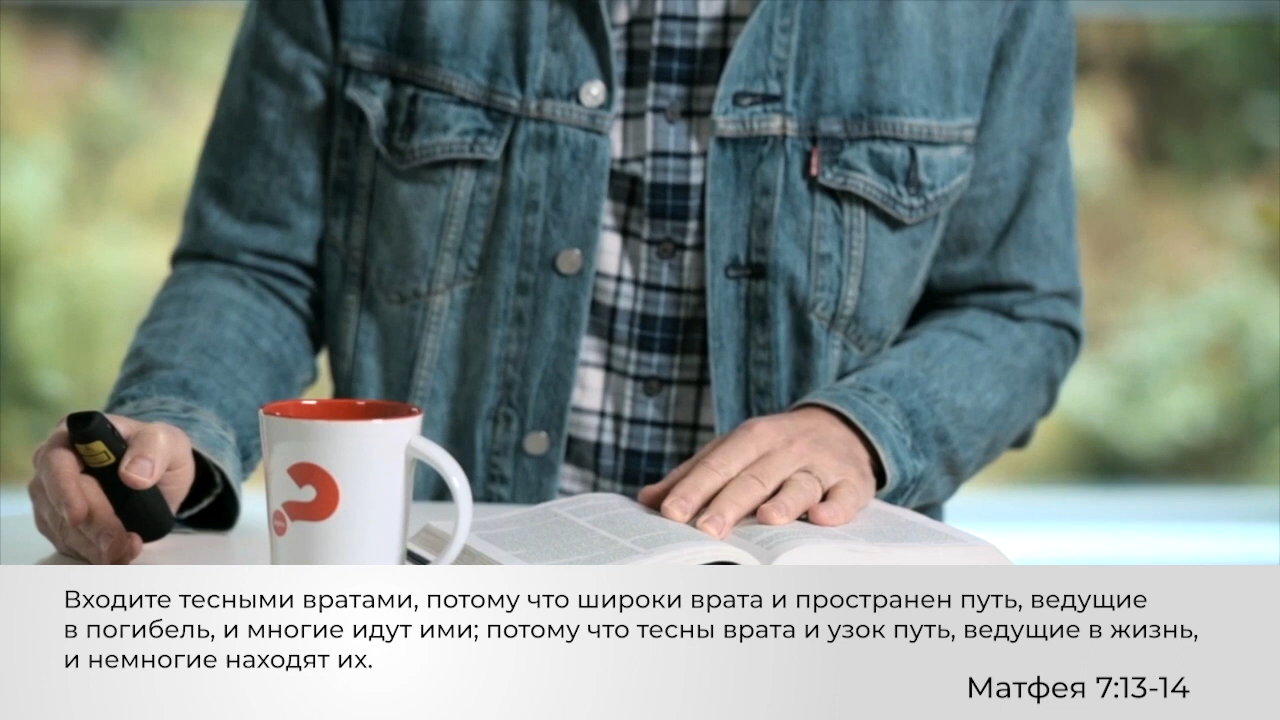 Входите тесными вратами, потому что широки врата и пространен путь, ведущие
в погибель, и многие идут ими; потому что тесны врата и узок путь, ведущие в жизнь,
и немногие находят их.
Матфея 7:13-14